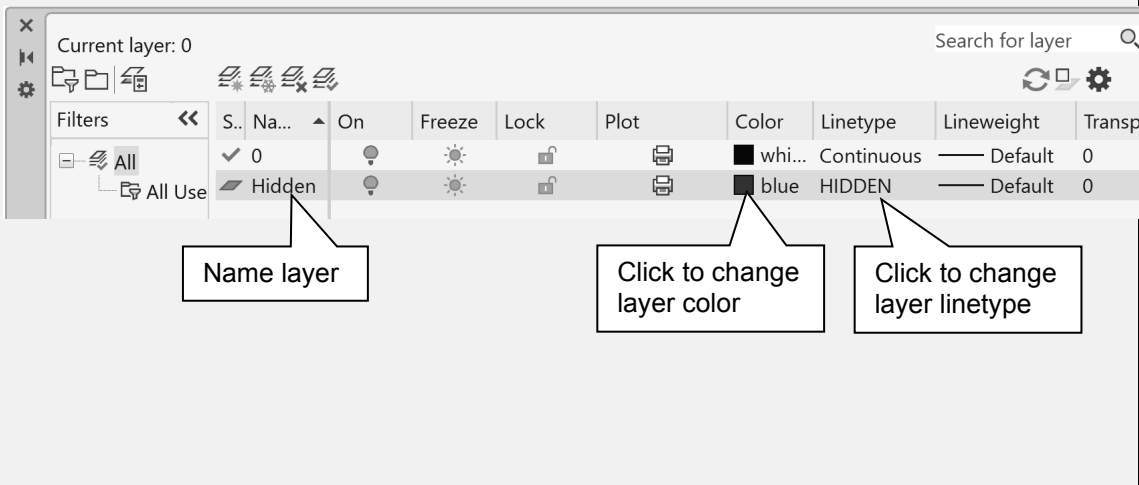 Current layer: 0
Search for layer
Filters
S.. Na... On Freeze Lock Plot Color Linetype Lineweight Transp
All
0 whi... Continuous Default 0
All Use
Hidden blue HIDDEN Default 0
Name layer
Click to change
layer color
Click to change
layer linetype